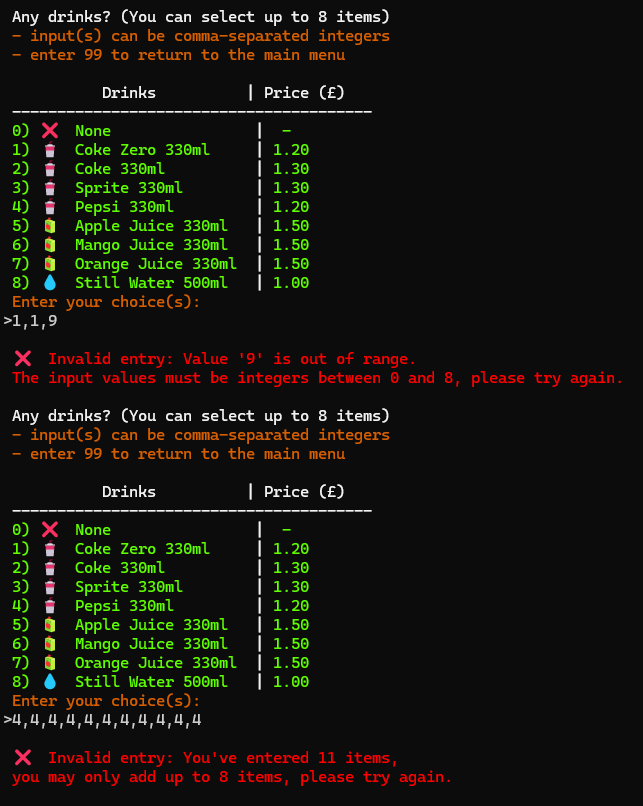 Any drinks? (You can select up to 8 items)
- input(s) can be comma-separated integers
- enter 99 to return to the main menu
Drinks | Price (£)
----------------------------------------
0) ❌ None | -
1) 🥤 Coke Zero 330ml | 1.20
2) 🥤 Coke 330ml | 1.30
3) 🥤 Sprite 330ml | 1.30
4) 🥤 Pepsi 330ml | 1.20
5) 🧃 Apple Juice 330ml | 1.50
6) 🧃 Mango Juice 330ml | 1.50
7) 🧃 Orange Juice 330ml | 1.50
8) 💧 Still Water 500ml | 1.00
Enter your choice(s):
>1,1,9
❌ Invalid entry: Value '9' is out of range.
The input values must be integers between 0 and 8, please try again.
Any drinks? (You can select up to 8 items)
- input(s) can be comma-separated integers
- enter 99 to return to the main menu
Drinks | Price (£)
----------------------------------------
0) ❌ None | -
1) 🥤 Coke Zero 330ml | 1.20
2) 🥤 Coke 330ml | 1.30
3) 🥤 Sprite 330ml | 1.30
4) 🥤 Pepsi 330ml | 1.20
5) 🧃 Apple Juice 330ml | 1.50
6) 🧃 Mango Juice 330ml | 1.50
7) 🧃 Orange Juice 330ml | 1.50
8) 💧 Still Water 500ml | 1.00
Enter your choice(s):
>4,4,4,4,4,4,4,4,4,4,4
❌ Invalid entry: You've entered 11 items,
you may only add up to 8 items, please try again.